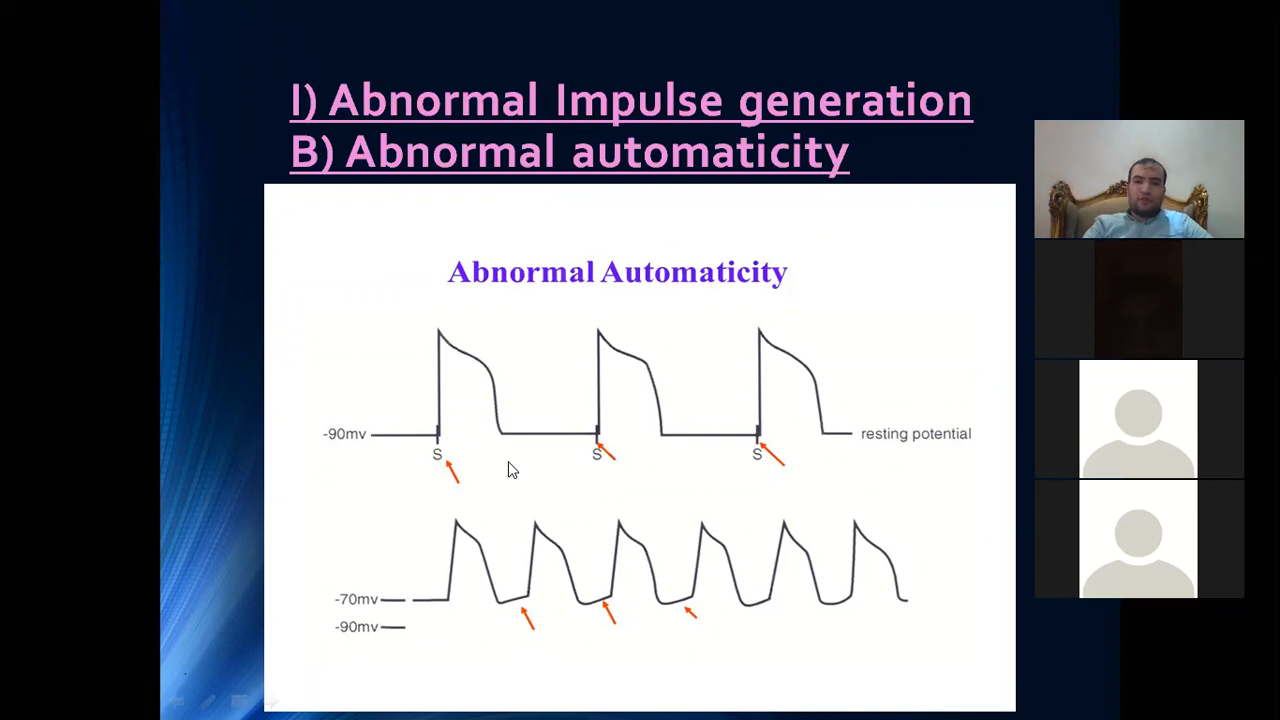 I) Abnormal Impulse generation
B) Abnormal automaticity
Abnormal Automaticity
-90mv
resting potential
S S S
-70mv
-90mv